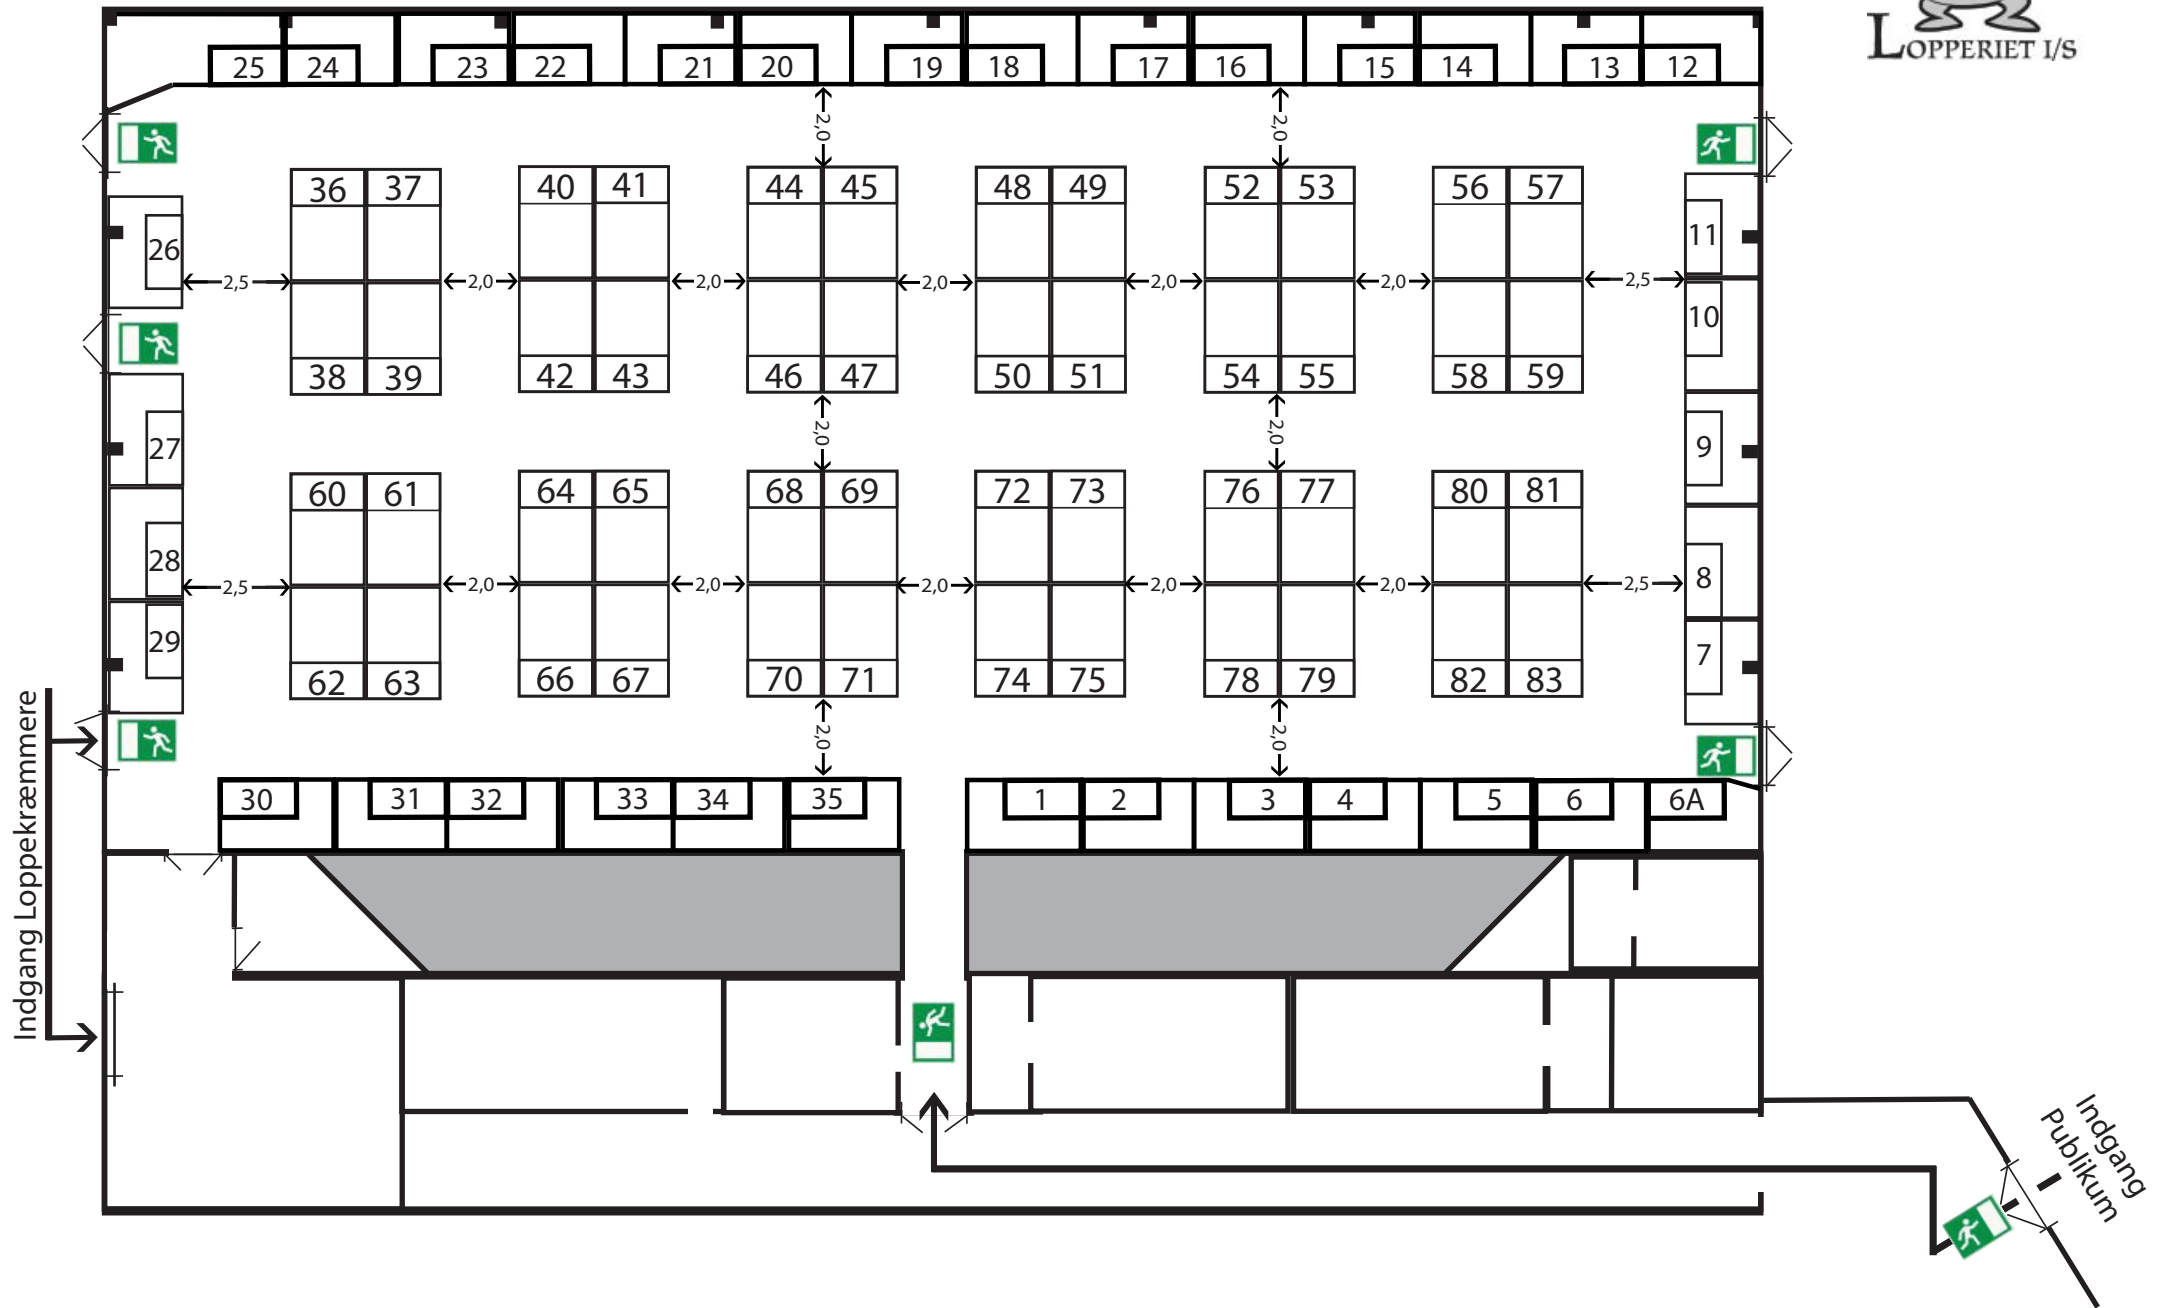 LOPPERIET I/S
25 24 23 22 21 20 19 18 17 16 15 14 13 12
2,0 2,0
36 37 40 41 44 45 48 49 52 53 56 57
26 11
2,5 2,0 2,0 2,0 2,0 2,0 2,5
10
38 39 42 43 46 47 50 51 54 55 58 59
2,0 2,0
27 9
60 61 64 65 68 69 72 73 76 77 80 81
28 8
2,5 2,0 2,0 2,0 2,0 2,0 2,5
29 7
62 63 66 67 70 71 74 75 78 79 82 83
2,0 2,0
30 31 32 33 34 35 1 2 3 4 5 6 6A
Indgang Loppekræmmere
Indgang
Publikum